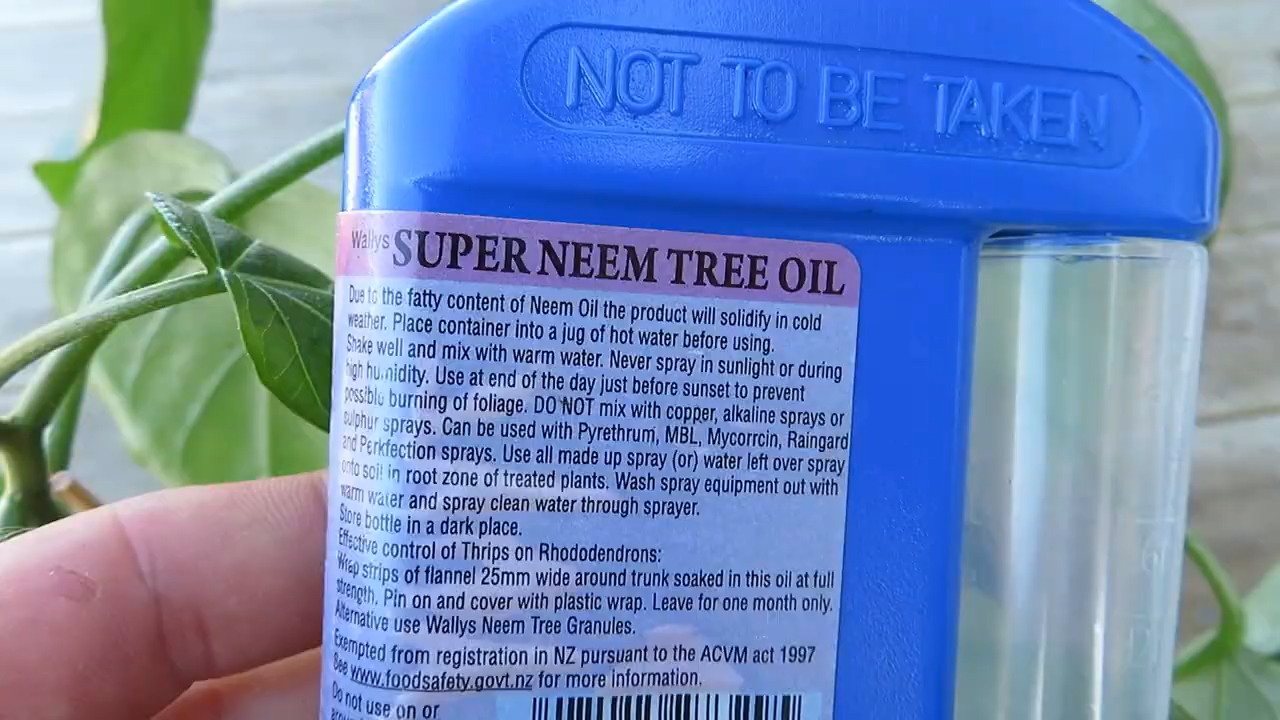 NOT TO BE TAKEN
Wallys SUPER NEEM TREE OIL
Due to the fatty content of Neem Oil the product will solidify in cold
weather. Place container into a jug of hot water before using.
Shake well and mix with warm water. Never spray in sunlight or during
high humidity. Use at end of the day just before sunset to prevent
possible burning of foliage. DO NOT mix with copper, alkaline sprays or
sulphur sprays. Can be used with Pyrethrum, MBL, Mycorrcin, Raingard
and Perkfection sprays. Use all made up spray (or) water left over spray
onto soil in root zone of treated plants. Wash spray equipment out with
warm water and spray clean water through sprayer.
Store bottle in a dark place.
Effective control of Thrips on Rhododendrons:
Wrap strips of flannel 25mm wide around trunk soaked in this oil at full
strength. Pin on and cover with plastic wrap. Leave for one month only.
Alternative use Wallys Neem Tree Granules.
Exempted from registration in NZ pursuant to the ACVM act 1997
See www.foodsafety.govt.nz for more information.
Do not use on or